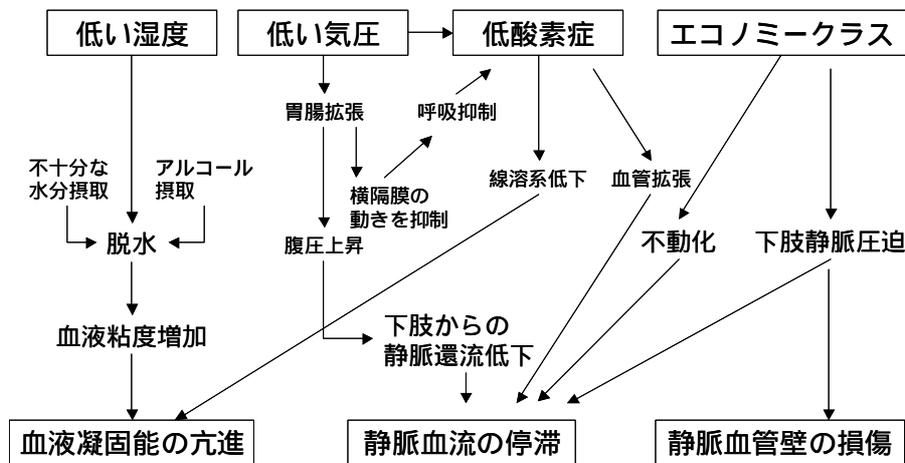 低い湿度
低い気圧
低酸素症
エコノミークラス
胃腸拡張
呼吸抑制
不十分な
水分摂取
アルコール
摂取
横隔膜の
動きを抑制
線溶系低下
血管拡張
脱水
腹圧上昇
不動化
下肢静脈圧迫
血液粘度増加
下肢からの
静脈還流低下
血液凝固能の亢進
静脈血流の停滞
静脈血管壁の損傷